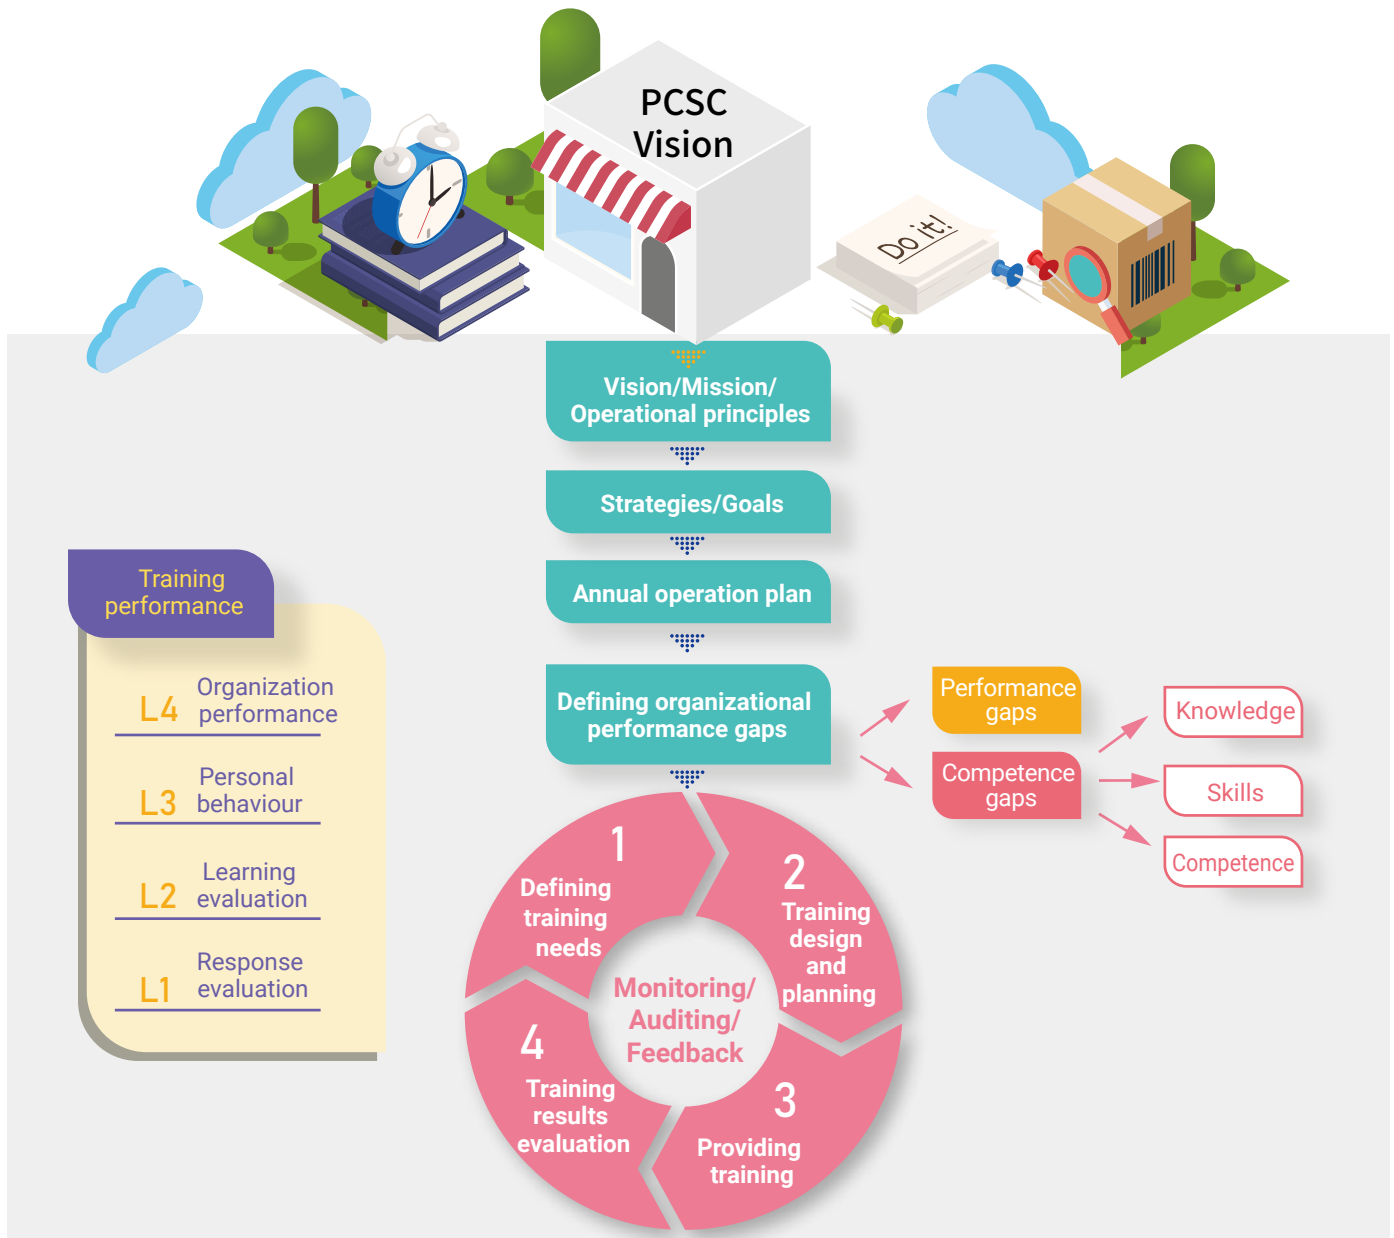 PCSC
Vision
Do it!
Vision/Mission/
Operational principles
Strategies/Goals
Annual operation plan
Defining organizational
performance gaps
Performance
gaps
Competence
gaps
Knowledge
Skills
Competence
Training
performance
L4 Organization
performance
L3 Personal
behaviour
L2 Learning
evaluation
L1 Response
evaluation
1
Defining
training
needs
2
Training
design
and
planning
3
Providing
training
4
Training
results
evaluation
Monitoring/
Auditing/
Feedback